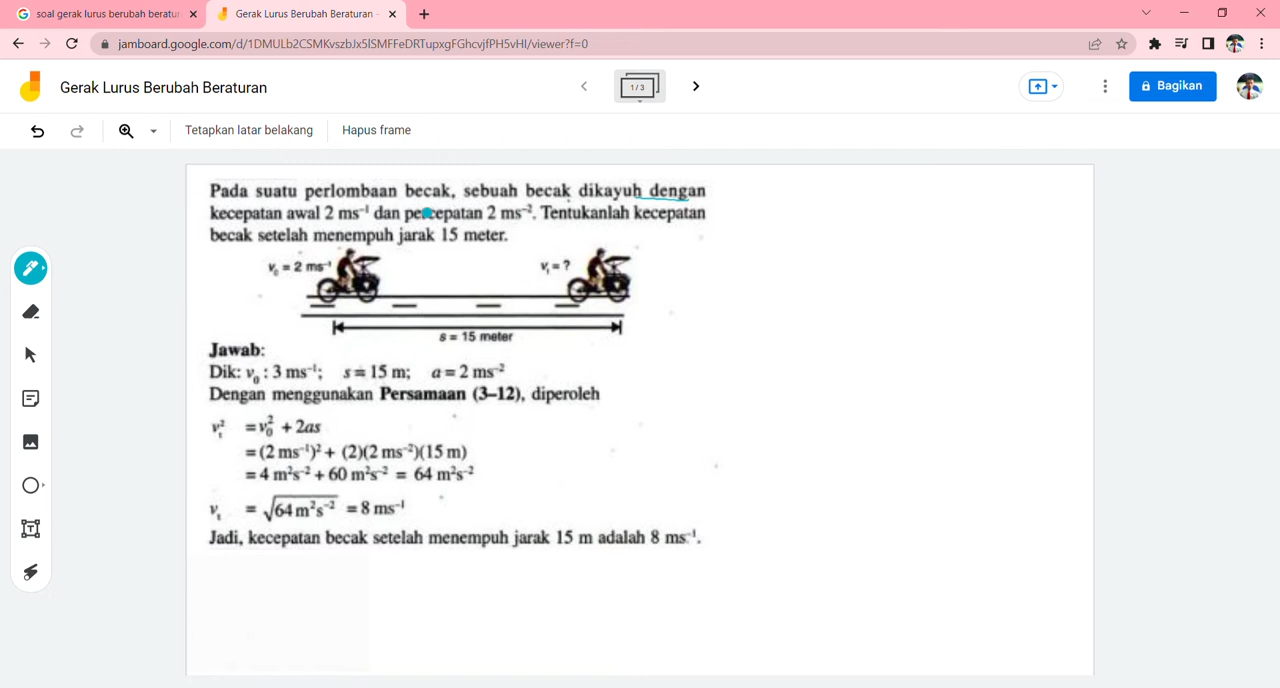 soal gerak lurus berubah beratur
Gerak Lurus Berubah Beraturan -
jamboard.google.com/d/1DMULb2CSMKvszbJx5lSMFFeDRTupxgFGhcvjfPH5vHI/viewer?f=0
Gerak Lurus Berubah Beraturan
1/3
Bagikan
Tetapkan latar belakang
Hapus frame
Pada suatu perlombaan becak, sebuah becak dikayuh dengan
kecepatan awal 2 ms⁻¹ dan percepatan 2 ms⁻². Tentukanlah kecepatan
becak setelah menempuh jarak 15 meter.
v₀ = 2 ms⁻¹
vₜ = ?
s = 15 meter
Jawab:
Dik: v₀ : 3 ms⁻¹; s = 15 m; a = 2 ms⁻²
Dengan menggunakan Persamaan (3–12), diperoleh
vₜ² = v₀² + 2as
= (2 ms⁻¹)² + (2)(2 ms⁻²)(15 m)
= 4 m²s⁻² + 60 m²s⁻² = 64 m²s⁻²
vₜ = √64 m²s⁻² = 8 ms⁻¹
Jadi, kecepatan becak setelah menempuh jarak 15 m adalah 8 ms⁻¹.